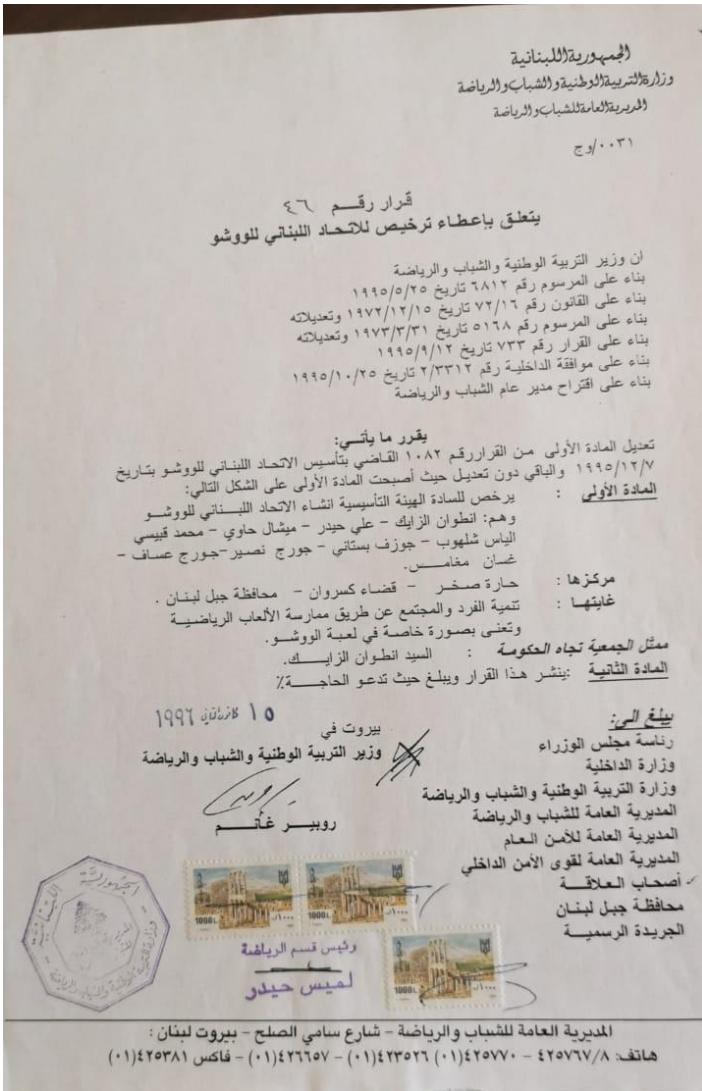 الجمهورية اللبنانية
وزارة التربية الوطنية والشباب والرياضة
المديرية العامة للشباب والرياضة
٠٠٣١/وج
قرار رقم ٤٦
يتعلق بإعطاء ترخيص للاتحاد اللبناني للووشو
ان وزير التربية الوطنية والشباب والرياضة
بناء على المرسوم رقم ٦٨١٢ تاريخ ١٩٩٥/٥/٢٥
بناء على القانون رقم ٧٢/١٦ تاريخ ١٩٧٢/١٢/١٥ وتعديلاته
بناء على المرسوم رقم ٥١٦٨ تاريخ ١٩٧٣/٣/٣١ وتعديلاته
بناء على القرار رقم ٧٣٣ تاريخ ١٩٩٥/٩/١٢
بناء على موافقة الداخلية رقم ٢/٣٣١٢ تاريخ ١٩٩٥/١٠/٢٥
بناء على اقتراح مدير عام الشباب والرياضة
يقرر ما يأتي:
تعديل المادة الأولى من القرار رقم ١٠٨٢ القاضي بتأسيس الاتحاد اللبناني للووشو بتاريخ
١٩٩٥/١٢/٧ والباقي دون تعديل حيث أصبحت المادة الأولى على الشكل التالي:
المادة الأولى : يرخص للسادة الهيئة التأسيسية انشاء الاتحاد اللبناني للووشو
وهم: انطوان الزايك – علي حيدر – ميشال حاوي – محمد قبيسي
الياس شلهوب – جوزف بستاني – جورج نصير–جورج عساف –
غسان مغامس.
مركزها : حارة صخر – قضاء كسروان – محافظة جبل لبنان .
غايتها : تنمية الفرد والمجتمع عن طريق ممارسة الألعاب الرياضية
وتعنى بصورة خاصة في لعبة الووشو.
ممثل الجمعية تجاه الحكومة : السيد انطوان الزايك.
المادة الثانية :ينشر هذا القرار ويبلغ حيث تدعو الحاجة٪
بيروت في ١٥ كانون الثاني ١٩٩٦
وزير التربية الوطنية والشباب والرياضة
روبير غانم
يبلغ الى:
رئاسة مجلس الوزراء
وزارة الداخلية
وزارة التربية الوطنية والشباب والرياضة
المديرية العامة للشباب والرياضة
المديرية العامة للأمن العام
المديرية العامة لقوى الأمن الداخلي
أصحاب العلاقة
محافظة جبل لبنان
الجريدة الرسمية
1000L ١٠٠٠ل
1000L ١٠٠٠ل
1000L ١٠٠٠ل
رئيس قسم الرياضة
لميس حيدر
الجمهورية اللبنانية
المديرية العامة للشباب والرياضة – شارع سامي الصلح – بيروت لبنان :
هاتف: ٤٢٥٧٦٧/٨ – ٤٢٥٧٧٠(٠١) ٤٢٣٥٢٦(٠١) – ٤٢٦٦٥٧(٠١) – فاكس ٤٢٥٣٨١(٠١)